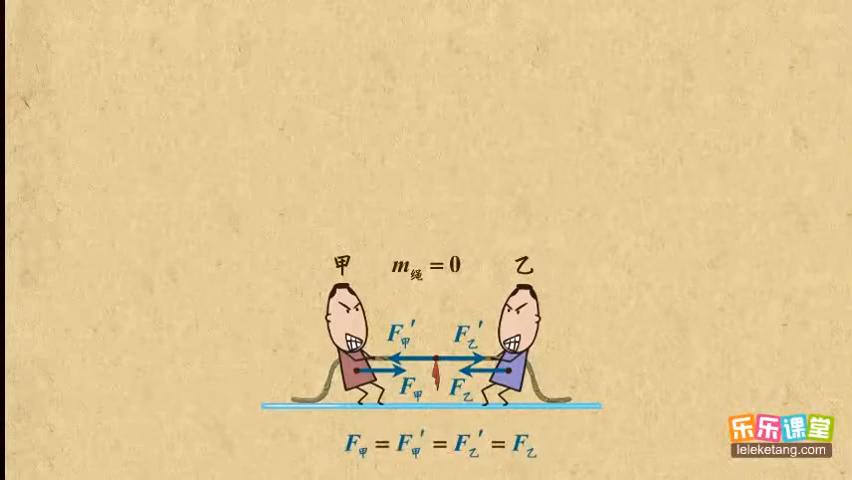 甲 m绳 = 0 乙
F甲′ F乙′
F甲 F乙
F甲 = F甲′ = F乙′ = F乙
乐乐课堂
leleketang.com